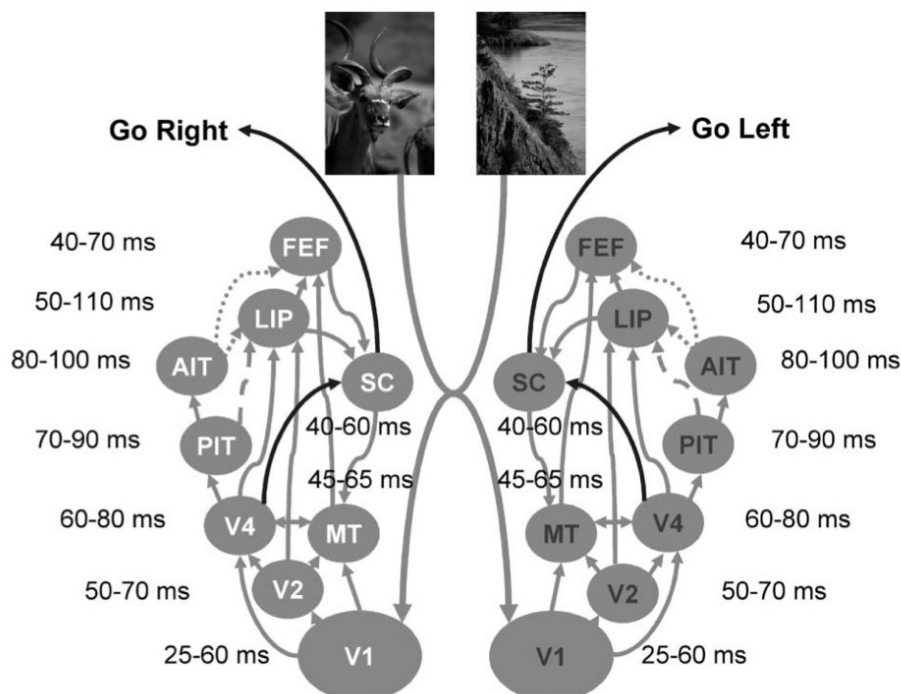 Go Right
Go Left
40-70 ms
FEF
FEF
40-70 ms
50-110 ms
LIP
LIP
50-110 ms
80-100 ms
AIT
SC
SC
AIT
80-100 ms
40-60 ms
40-60 ms
70-90 ms
PIT
PIT
70-90 ms
45-65 ms
45-65 ms
60-80 ms
V4
MT
MT
V4
60-80 ms
50-70 ms
V2
V2
50-70 ms
25-60 ms
V1
V1
25-60 ms